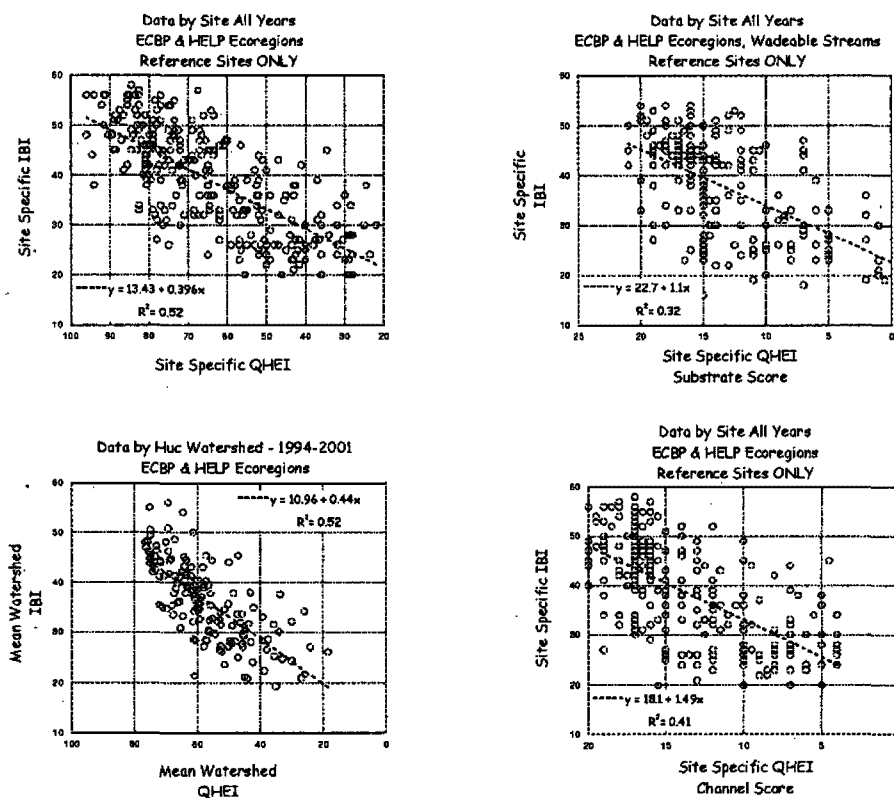 Data by Site All Years
ECBP & HELP Ecoregions
Reference Sites ONLY
60
50
40
30
20
10
Site Specific IBI
y = 13.43 + 0.396x
R² = 0.52
100 90 80 70 60 50 40 30 20
Site Specific QHEI
Data by Site All Years
ECBP & HELP Ecoregions, Wadeable Streams
Reference Sites ONLY
60
50
40
30
20
10
Site Specific
IBI
y = 22.7 + 1.1x
R² = 0.32
25 20 15 10 5 0
Site Specific QHEI
Substrate Score
Data by Huc Watershed - 1994-2001
ECBP & HELP Ecoregions
60
50
40
30
20
10
Mean Watershed
IBI
y = 10.96 + 0.44x
R² = 0.52
100 80 60 40 20 0
Mean Watershed
QHEI
Data by Site All Years
ECBP & HELP Ecoregions
Reference Sites ONLY
60
50
40
30
20
10
Site Specific IBI
y = 18.1 + 1.49x
R² = 0.41
20 15 10 5
Site Specific QHEI
Channel Score